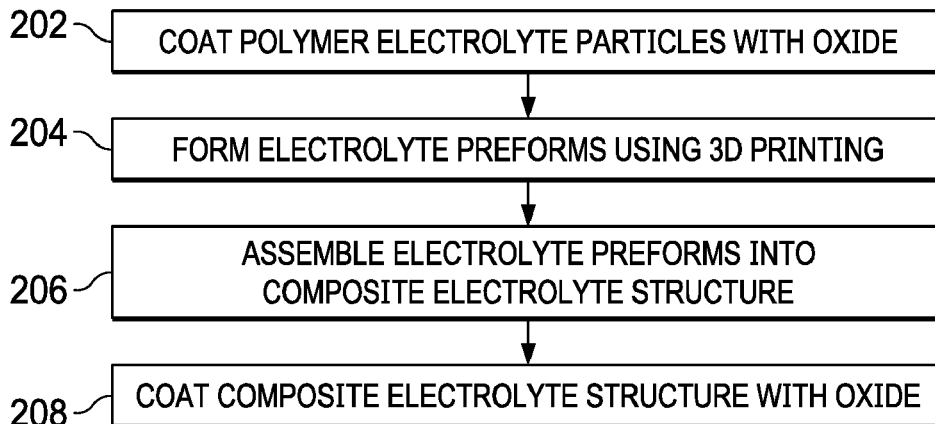 202
COAT POLYMER ELECTROLYTE PARTICLES WITH OXIDE
204
FORM ELECTROLYTE PREFORMS USING 3D PRINTING
206
ASSEMBLE ELECTROLYTE PREFORMS INTO
COMPOSITE ELECTROLYTE STRUCTURE
208
COAT COMPOSITE ELECTROLYTE STRUCTURE WITH OXIDE